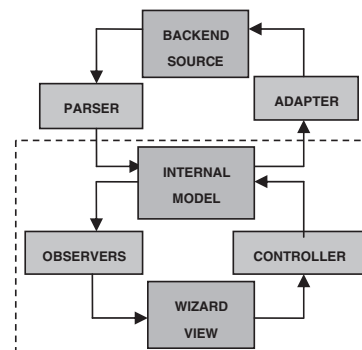 BACKEND
SOURCE
PARSER
ADAPTER
INTERNAL
MODEL
OBSERVERS
CONTROLLER
WIZARD
VIEW